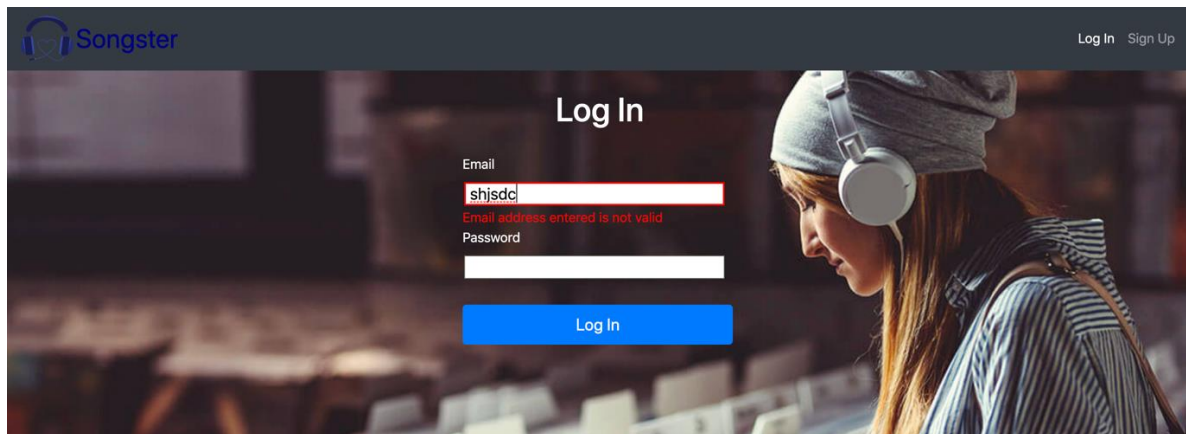 Songster
Log In Sign Up
Log In
Email
shjsdc
Email address entered is not valid
Password
Log In